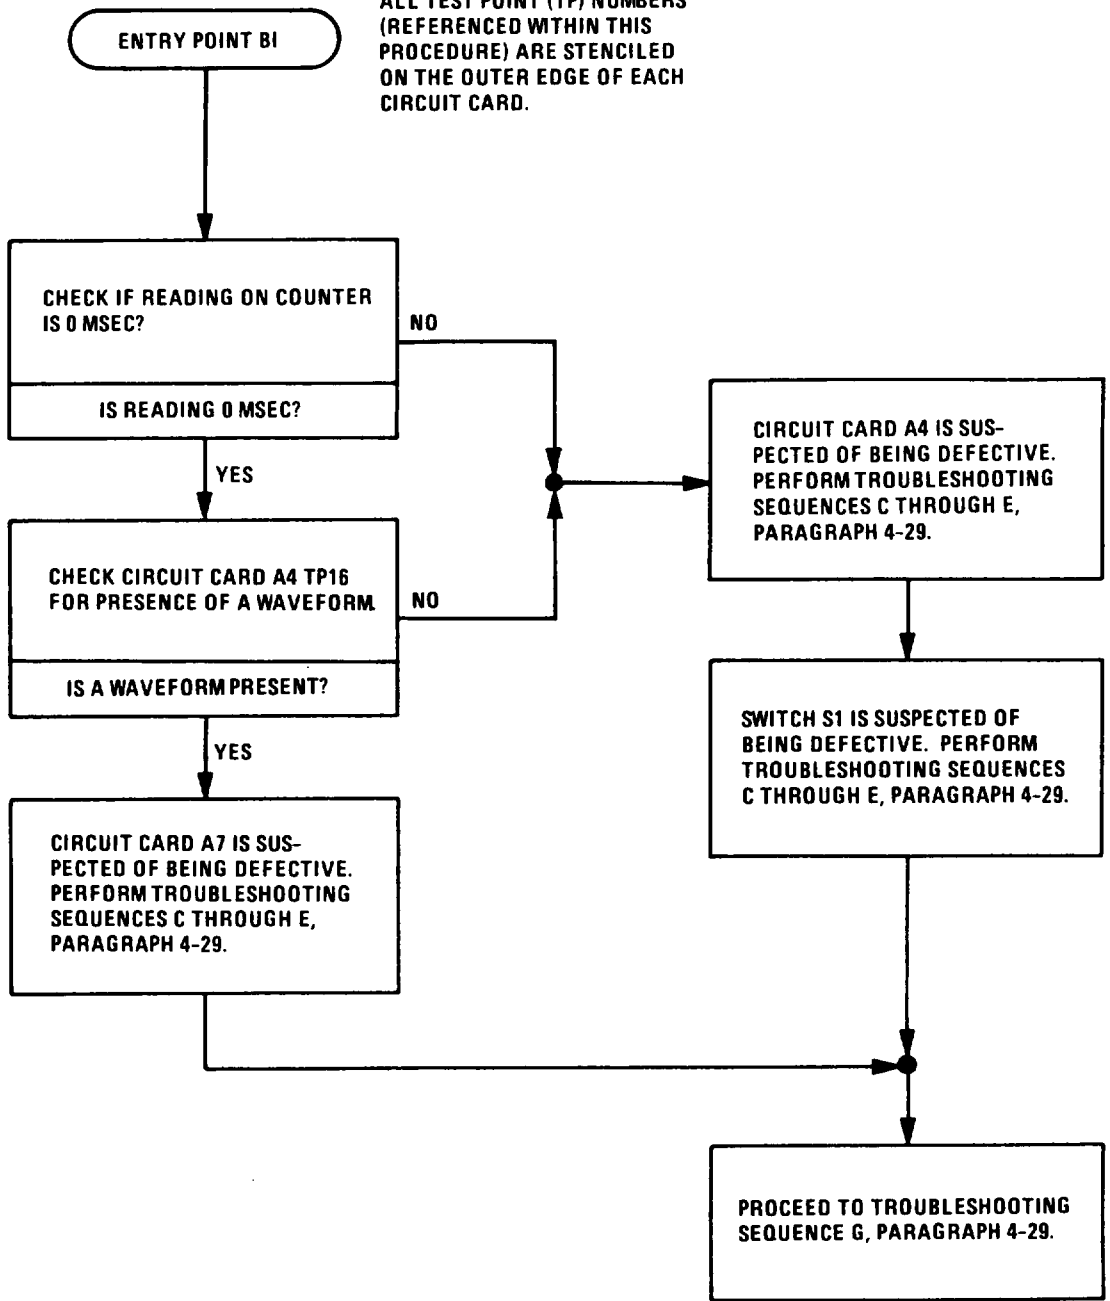 ENTRY POINT BI
ALL TEST POINT (TP) NUMBERS
(REFERENCED WITHIN THIS
PROCEDURE) ARE STENCILED
ON THE OUTER EDGE OF EACH
CIRCUIT CARD.
CHECK IF READING ON COUNTER
IS 0 MSEC?
NO
IS READING 0 MSEC?
YES
CHECK CIRCUIT CARD A4 TP16
FOR PRESENCE OF A WAVEFORM.
NO
IS A WAVEFORM PRESENT?
YES
CIRCUIT CARD A7 IS SUS-
PECTED OF BEING DEFECTIVE.
PERFORM TROUBLESHOOTING
SEQUENCES C THROUGH E,
PARAGRAPH 4-29.
CIRCUIT CARD A4 IS SUS-
PECTED OF BEING DEFECTIVE.
PERFORM TROUBLESHOOTING
SEQUENCES C THROUGH E,
PARAGRAPH 4-29.
SWITCH S1 IS SUSPECTED OF
BEING DEFECTIVE. PERFORM
TROUBLESHOOTING SEQUENCES
C THROUGH E, PARAGRAPH 4-29.
PROCEED TO TROUBLESHOOTING
SEQUENCE G, PARAGRAPH 4-29.